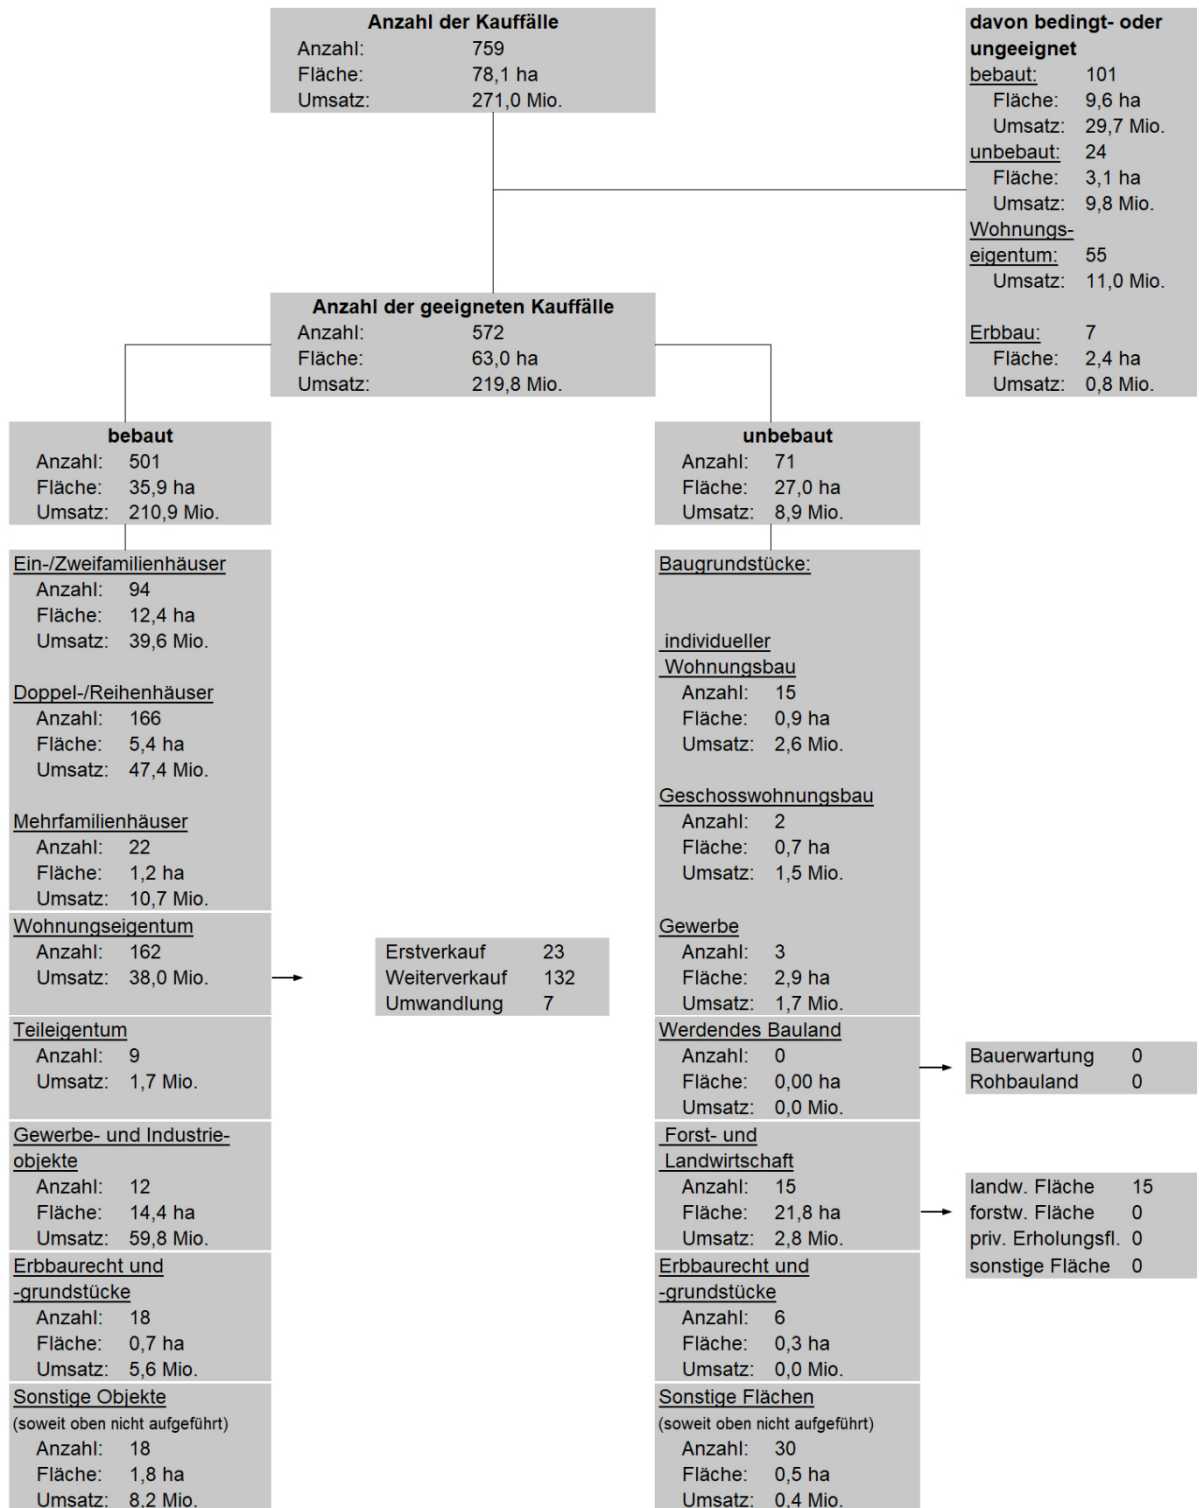 Anzahl der Kauffälle
Anzahl: 759
Fläche: 78,1 ha
Umsatz: 271,0 Mio.
davon bedingt- oder
ungeeignet
bebaut: 101
Fläche: 9,6 ha
Umsatz: 29,7 Mio.
unbebaut: 24
Fläche: 3,1 ha
Umsatz: 9,8 Mio.
Wohnungs-
eigentum: 55
Umsatz: 11,0 Mio.
Erbbau: 7
Fläche: 2,4 ha
Umsatz: 0,8 Mio.
Anzahl der geeigneten Kauffälle
Anzahl: 572
Fläche: 63,0 ha
Umsatz: 219,8 Mio.
bebaut
Anzahl: 501
Fläche: 35,9 ha
Umsatz: 210,9 Mio.
Ein-/Zweifamilienhäuser
Anzahl: 94
Fläche: 12,4 ha
Umsatz: 39,6 Mio.
Doppel-/Reihenhäuser
Anzahl: 166
Fläche: 5,4 ha
Umsatz: 47,4 Mio.
Mehrfamilienhäuser
Anzahl: 22
Fläche: 1,2 ha
Umsatz: 10,7 Mio.
Wohnungseigentum
Anzahl: 162
Umsatz: 38,0 Mio.
Erstverkauf 23
Weiterverkauf 132
Umwandlung 7
Teileigentum
Anzahl: 9
Umsatz: 1,7 Mio.
Gewerbe- und Industrie-
objekte
Anzahl: 12
Fläche: 14,4 ha
Umsatz: 59,8 Mio.
Erbbaurecht und
-grundstücke
Anzahl: 18
Fläche: 0,7 ha
Umsatz: 5,6 Mio.
Sonstige Objekte
(soweit oben nicht aufgeführt)
Anzahl: 18
Fläche: 1,8 ha
Umsatz: 8,2 Mio.
unbebaut
Anzahl: 71
Fläche: 27,0 ha
Umsatz: 8,9 Mio.
Baugrundstücke:
individueller
Wohnungsbau
Anzahl: 15
Fläche: 0,9 ha
Umsatz: 2,6 Mio.
Geschosswohnungsbau
Anzahl: 2
Fläche: 0,7 ha
Umsatz: 1,5 Mio.
Gewerbe
Anzahl: 3
Fläche: 2,9 ha
Umsatz: 1,7 Mio.
Werdendes Bauland
Anzahl: 0
Fläche: 0,00 ha
Umsatz: 0,0 Mio.
Bauerwartung 0
Rohbauland 0
Forst- und
Landwirtschaft
Anzahl: 15
Fläche: 21,8 ha
Umsatz: 2,8 Mio.
landw. Fläche 15
forstw. Fläche 0
priv. Erholungsfl. 0
sonstige Fläche 0
Erbbaurecht und
-grundstücke
Anzahl: 6
Fläche: 0,3 ha
Umsatz: 0,0 Mio.
Sonstige Flächen
(soweit oben nicht aufgeführt)
Anzahl: 30
Fläche: 0,5 ha
Umsatz: 0,4 Mio.